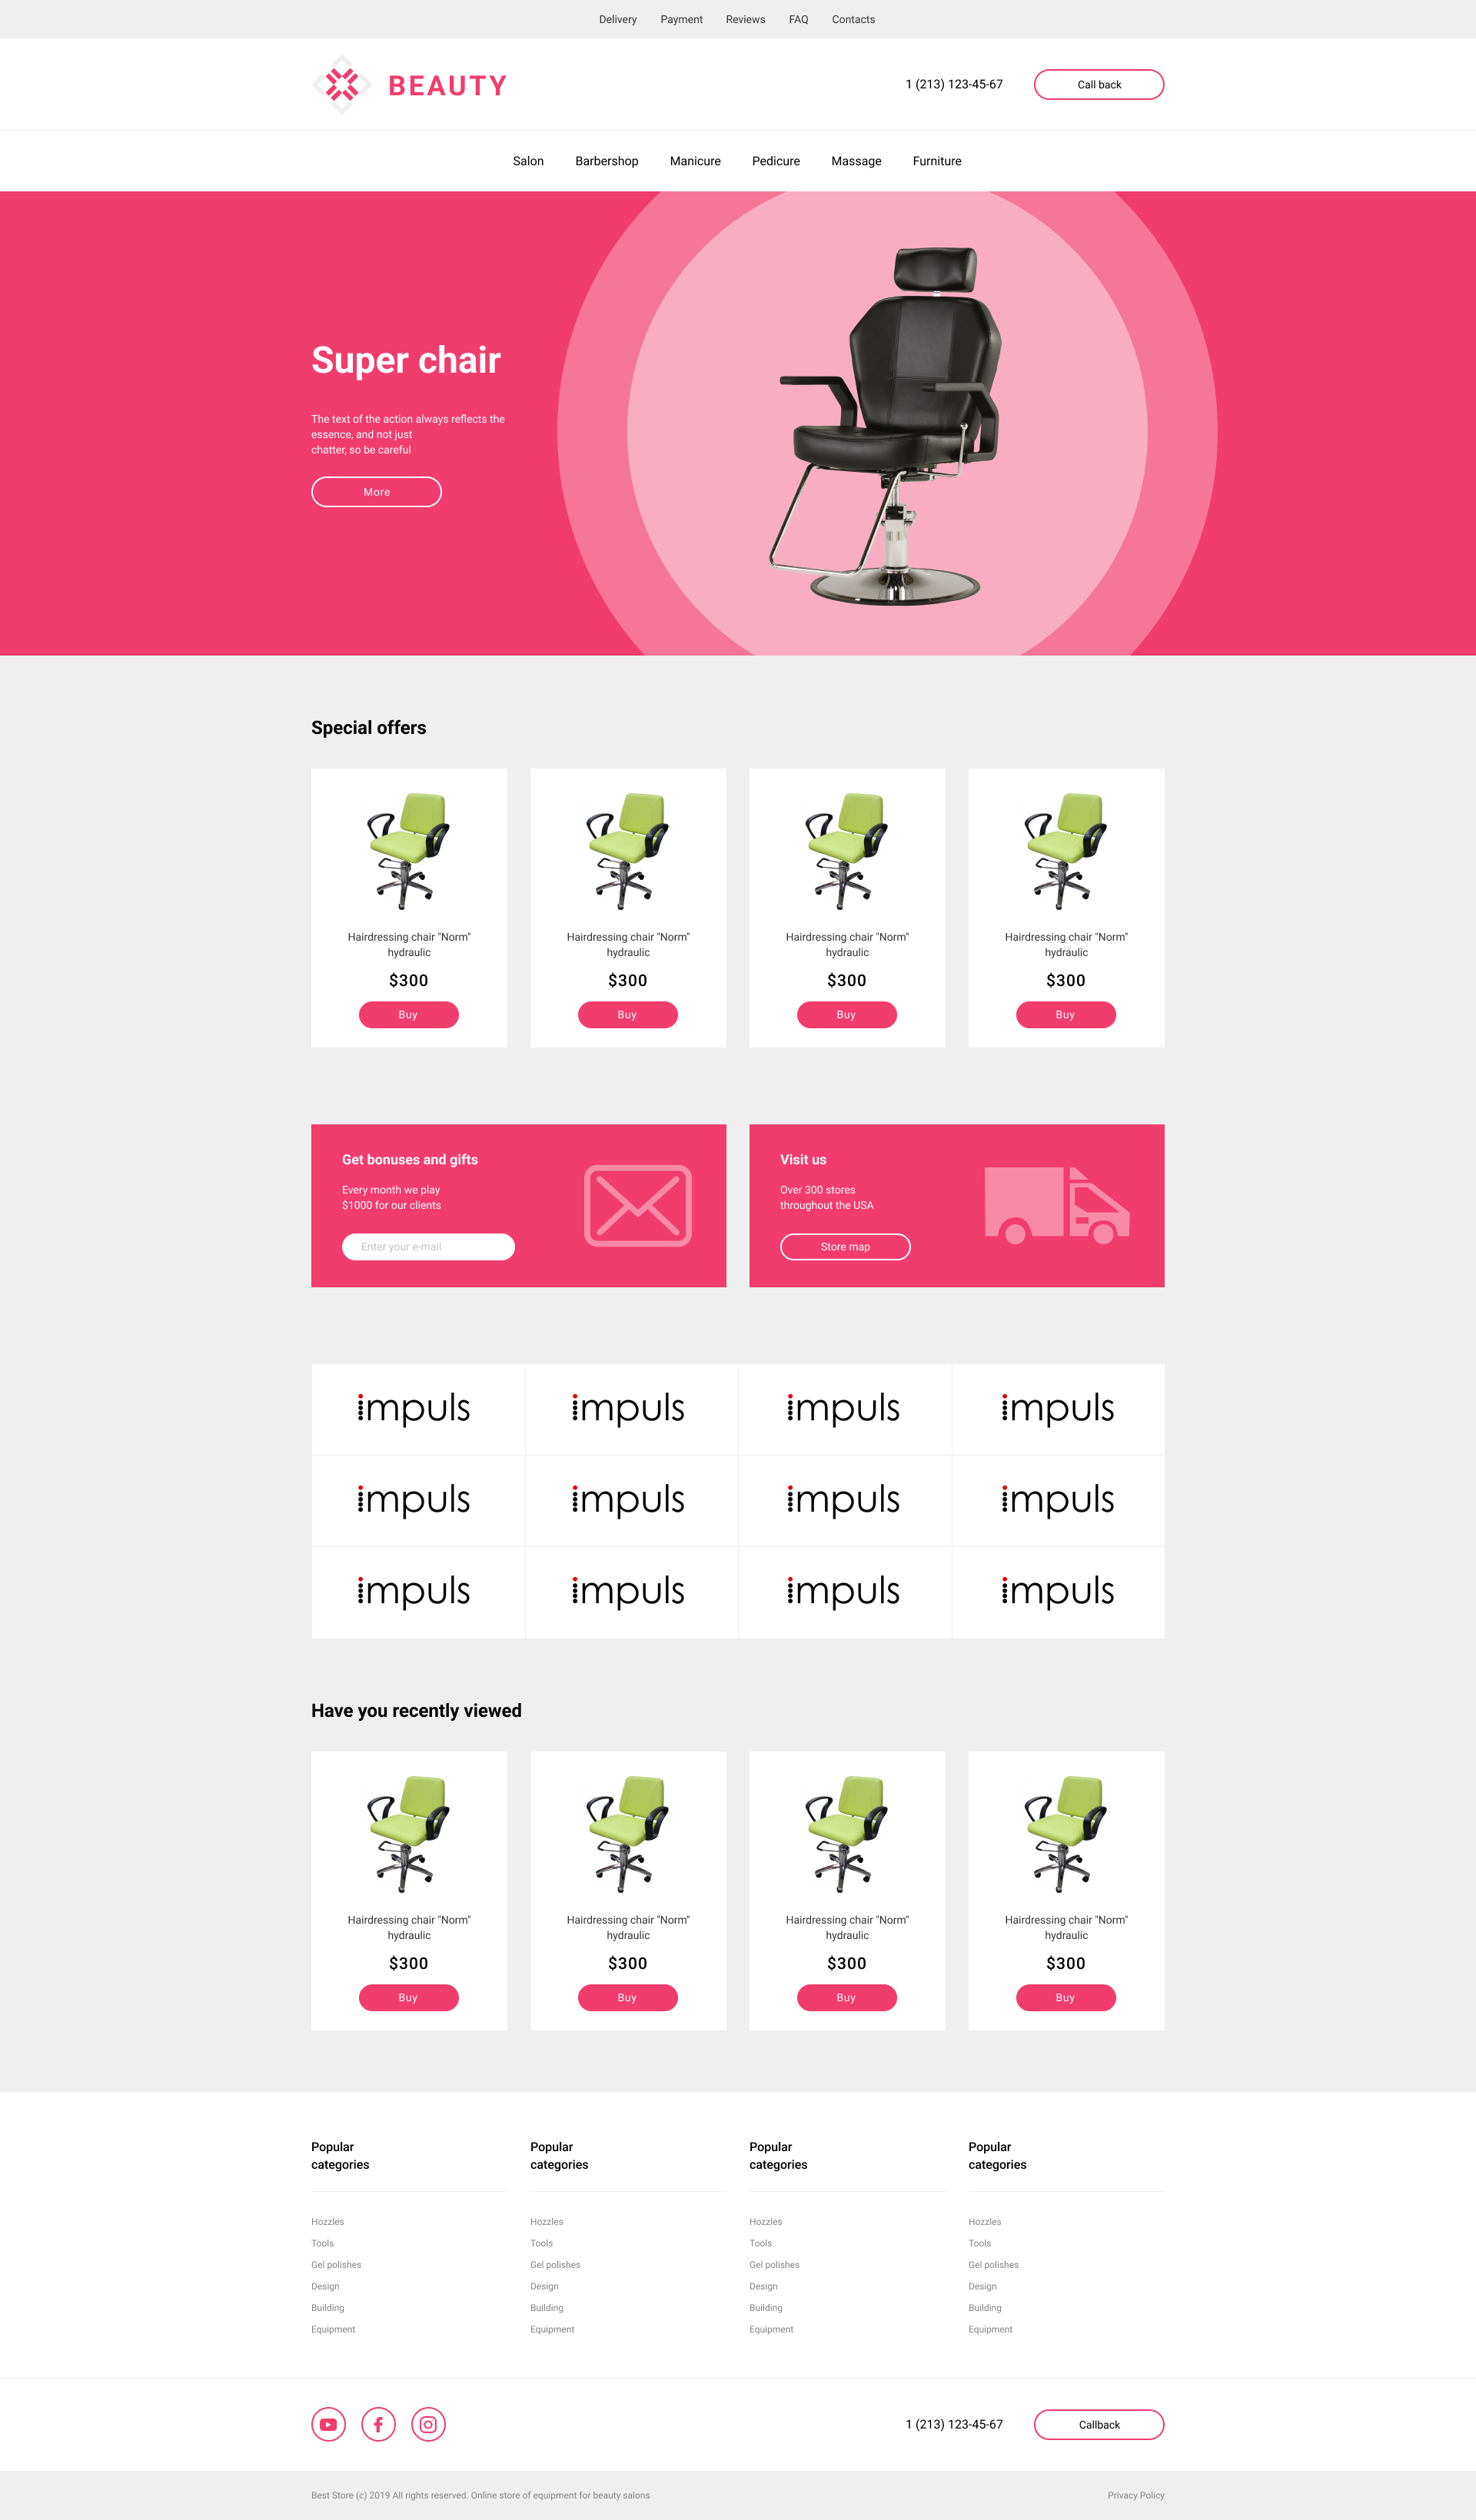 Delivery Payment Reviews FAQ Contacts
BEAUTY
1 (213) 123-45-67
Call back
Salon Barbershop Manicure Pedicure Massage Furniture
Super chair
The text of the action always reflects the
essence, and not just
chatter, so be careful
More
Special offers
Hairdressing chair "Norm"
hydraulic
$300
Buy
Hairdressing chair "Norm"
hydraulic
$300
Buy
Hairdressing chair "Norm"
hydraulic
$300
Buy
Hairdressing chair "Norm"
hydraulic
$300
Buy
Get bonuses and gifts
Every month we play
$1000 for our clients
Enter your e-mail
Visit us
Over 300 stores
throughout the USA
Store map
impuls impuls impuls impuls
impuls impuls impuls impuls
impuls impuls impuls impuls
Have you recently viewed
Hairdressing chair "Norm"
hydraulic
$300
Buy
Hairdressing chair "Norm"
hydraulic
$300
Buy
Hairdressing chair "Norm"
hydraulic
$300
Buy
Hairdressing chair "Norm"
hydraulic
$300
Buy
Popular
categories
Hozzles
Tools
Gel polishes
Design
Building
Equipment
Popular
categories
Hozzles
Tools
Gel polishes
Design
Building
Equipment
Popular
categories
Hozzles
Tools
Gel polishes
Design
Building
Equipment
Popular
categories
Hozzles
Tools
Gel polishes
Design
Building
Equipment
1 (213) 123-45-67
Callback
Best Store (c) 2019 All rights reserved. Online store of equipment for beauty salons
Privacy Policy